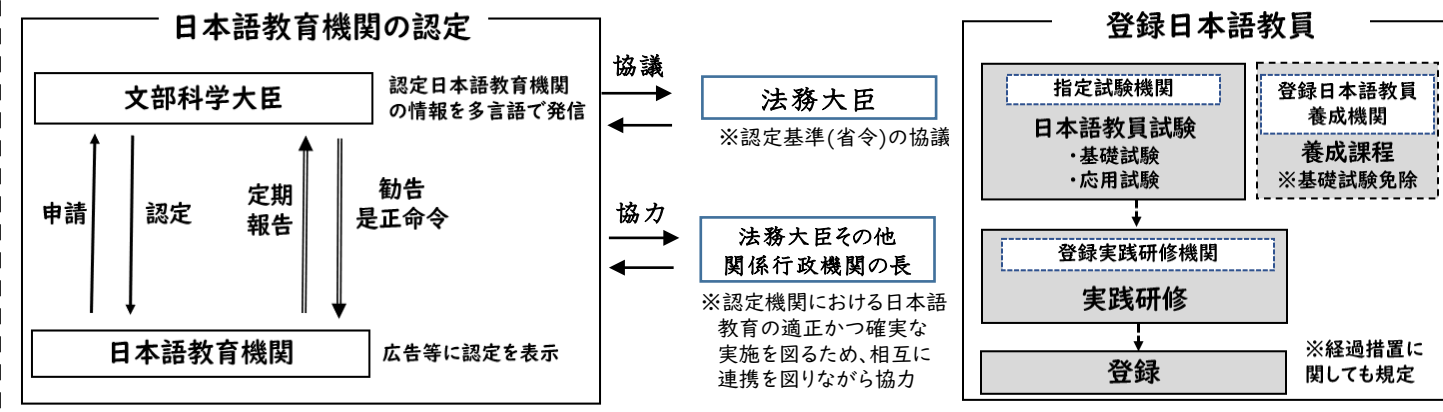 日本語教育機関の認定
文部科学大臣
認定日本語教育機関
の情報を多言語で発信
申請
認定
定期
報告
勧告
是正命令
日本語教育機関
広告等に認定を表示
協議
法務大臣
※認定基準(省令)の協議
協力
法務大臣その他
関係行政機関の長
※認定機関における日本語
教育の適正かつ確実な
実施を図るため、相互に
連携を図りながら協力
登録日本語教員
指定試験機関
日本語教員試験
・基礎試験
・応用試験
登録日本語教員
養成機関
養成課程
※基礎試験免除
登録実践研修機関
実践研修
登録
※経過措置に
関しても規定